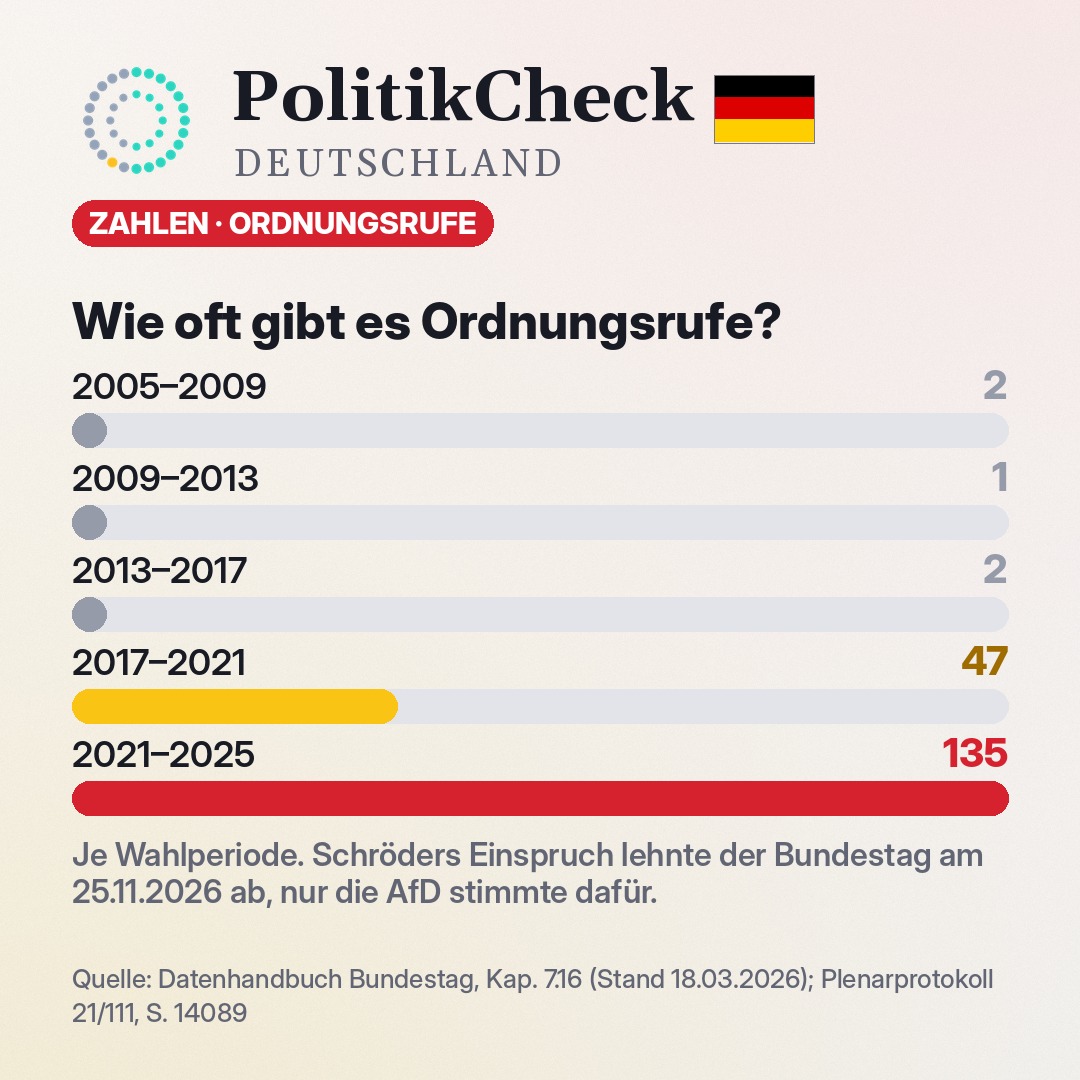 PolitikCheck
DEUTSCHLAND
ZAHLEN · ORDNUNGSRUFE
Wie oft gibt es Ordnungsrufe?
2005–2009 2
2009–2013 1
2013–2017 2
2017–2021 47
2021–2025 135
Je Wahlperiode. Schröders Einspruch lehnte der Bundestag am
25.11.2026 ab, nur die AfD stimmte dafür.
Quelle: Datenhandbuch Bundestag, Kap. 7.16 (Stand 18.03.2026); Plenarprotokoll
21/111, S. 14089